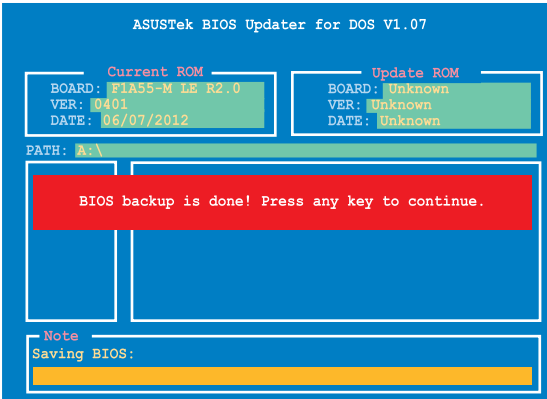 ASUSTek BIOS Updater for DOS V1.07
Current ROM
BOARD: F1A55-M LE R2.0
VER: 0401
DATE: 06/07/2012
Update ROM
BOARD: Unknown
VER: Unknown
DATE: Unknown
PATH: A:\
BIOS backup is done! Press any key to continue.
Note
Saving BIOS: